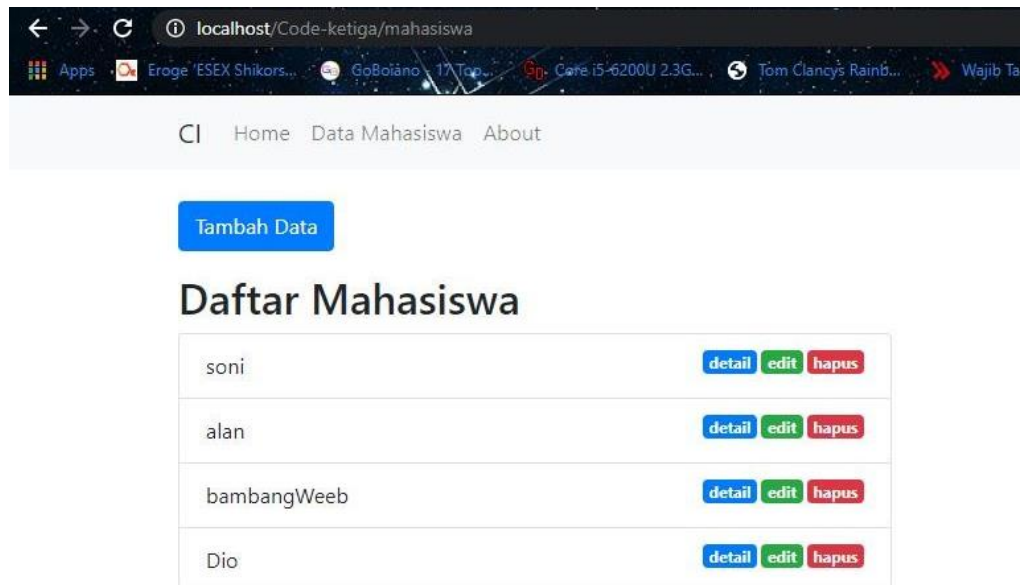 localhost/Code-ketiga/mahasiswa
Apps Eroge 'ESEX Shikors... GoBoiano - 17 Top... Core i5-6200U 2.3G... Tom Clancy's Rainb... Wajib Ta
CI Home Data Mahasiswa About
Tambah Data
Daftar Mahasiswa
soni detail edit hapus
alan detail edit hapus
bambangWeeb detail edit hapus
Dio detail edit hapus